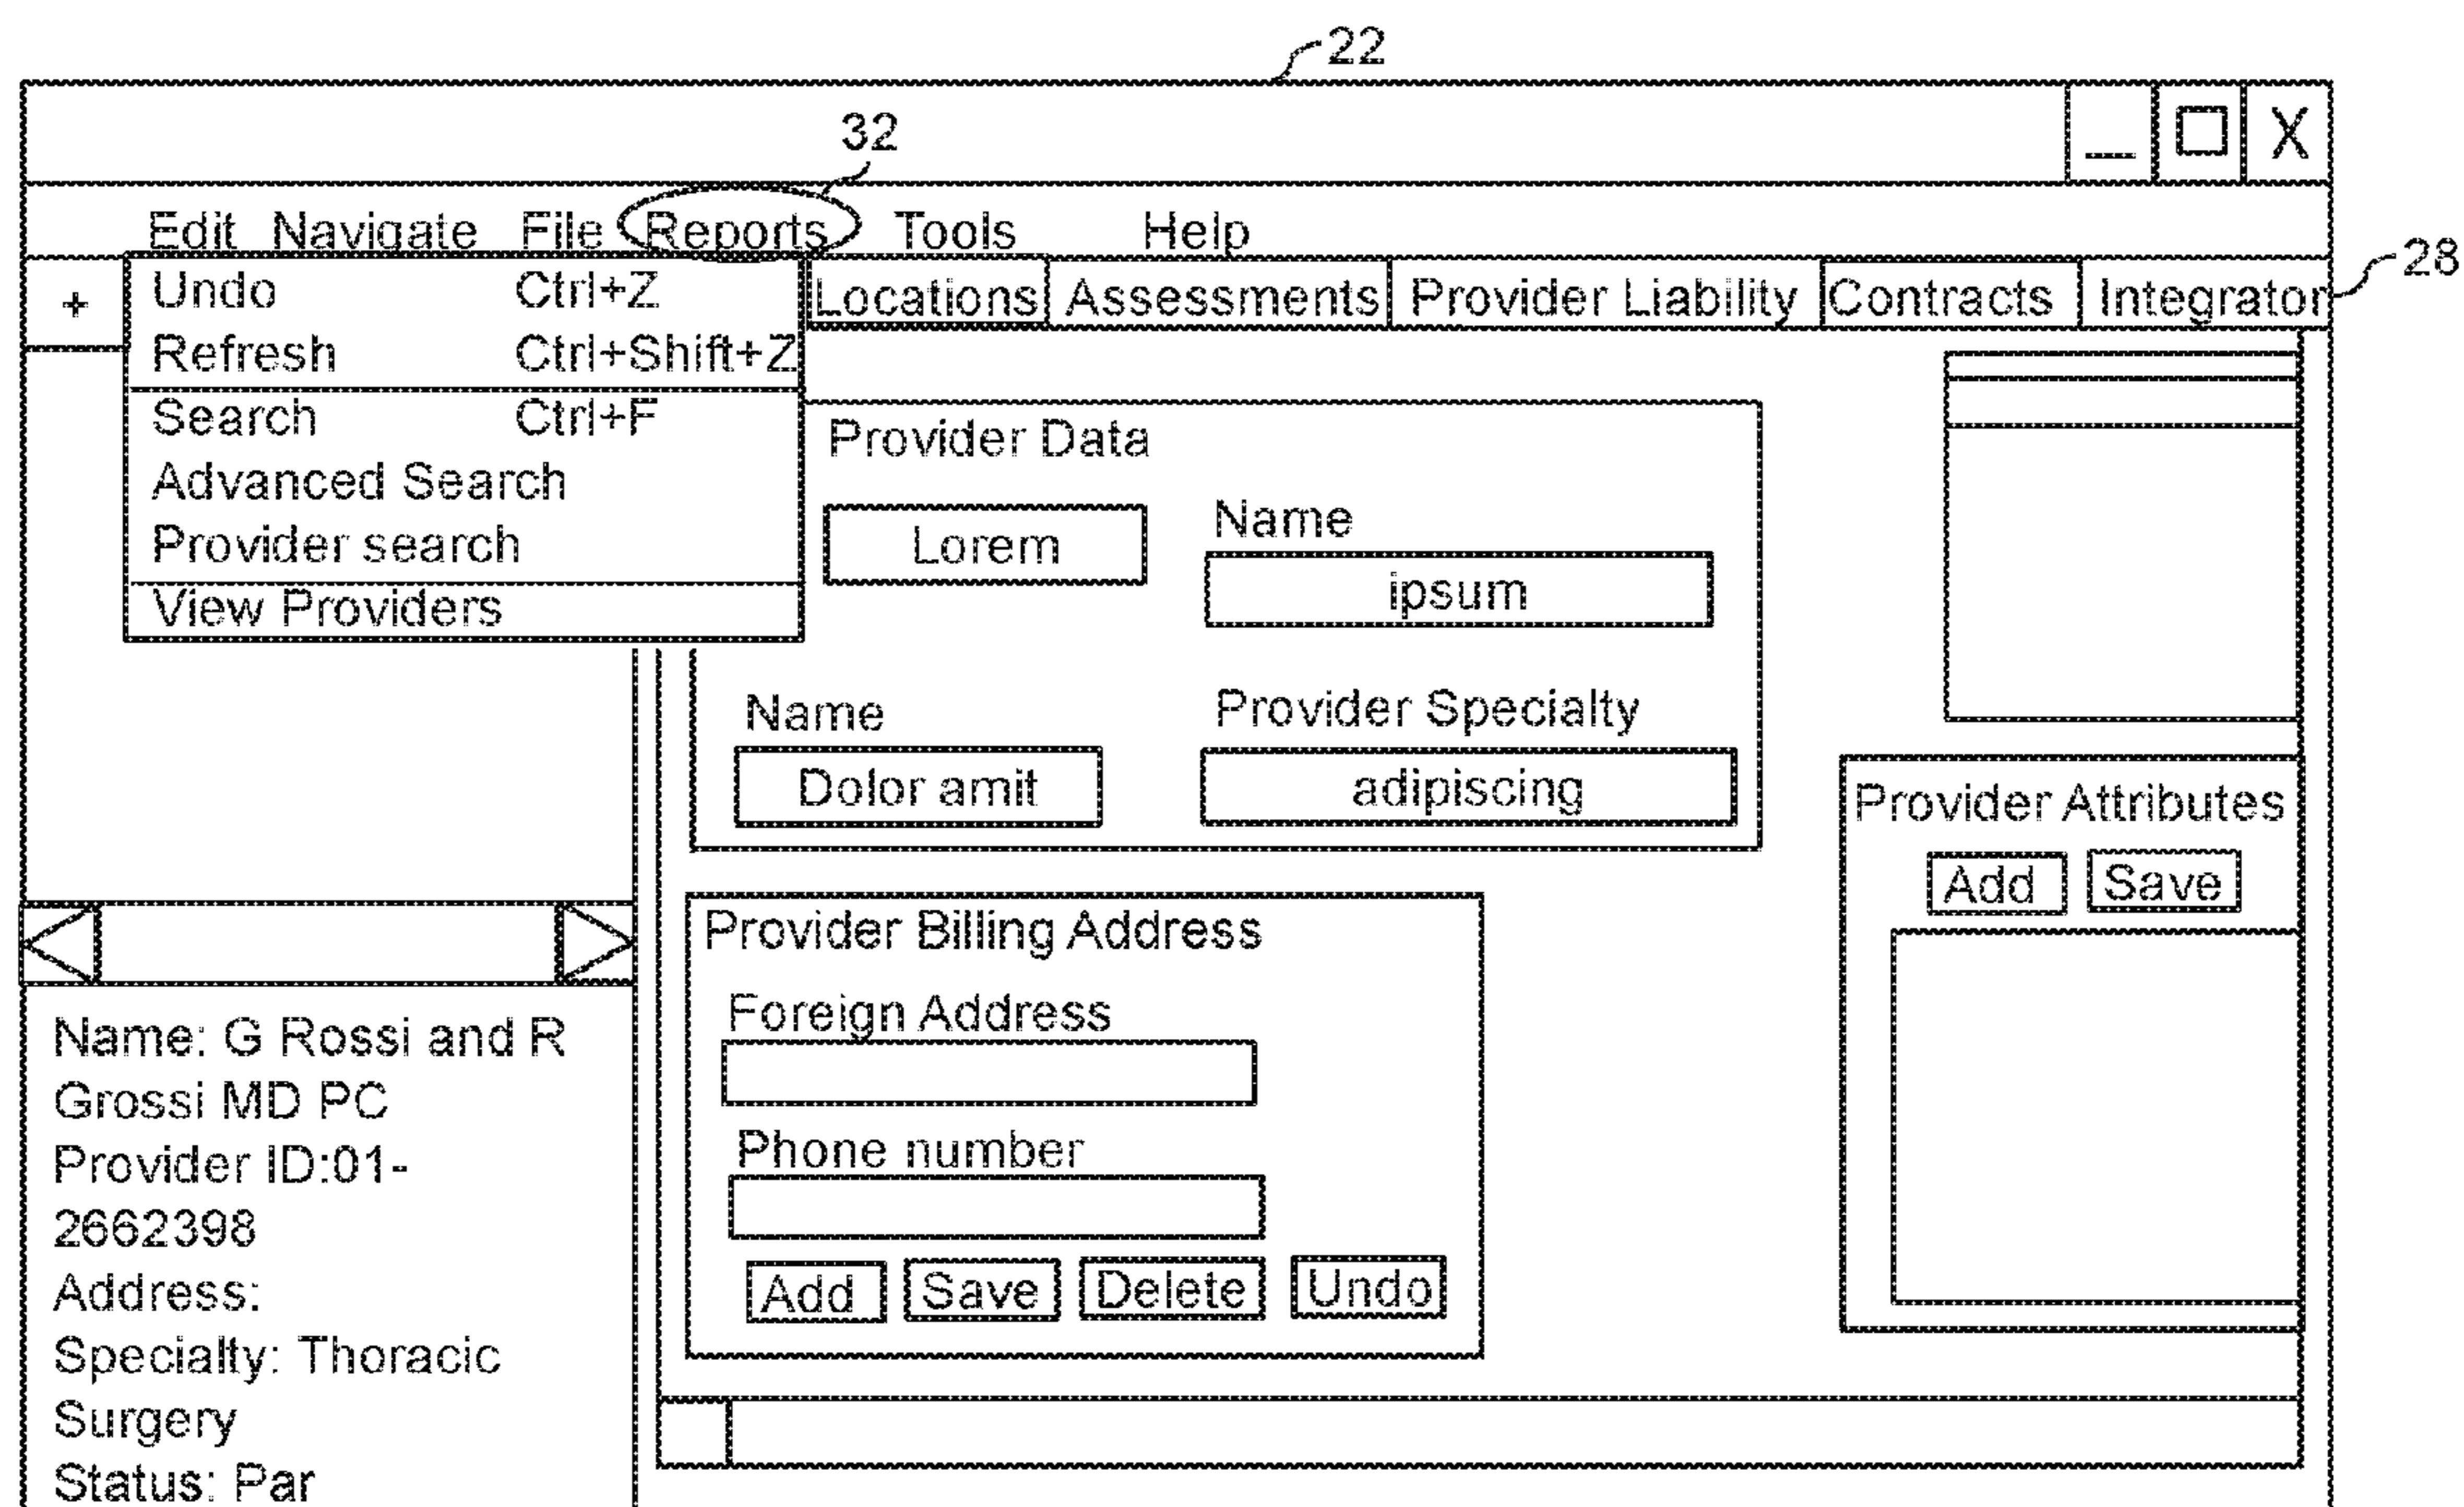 22
32
X
Edit Navigate File Reports Tools Help
28
+
Undo Ctrl+Z
Refresh Ctrl+Shift+Z
Search Ctrl+F
Advanced Search
Provider search
View Providers
Locations Assessments Provider Liability Contracts Integrator
Provider Data
Lorem
Name
ipsum
Name
Dolor amit
Provider Specialty
adipiscing
Provider Attributes
Add Save
Provider Billing Address
Foreign Address
Phone number
Add Save Delete Undo
Name: G Rossi and R
Grossi MD PC
Provider ID:01-
2662398
Address:
Specialty: Thoracic
Surgery
Status: Par